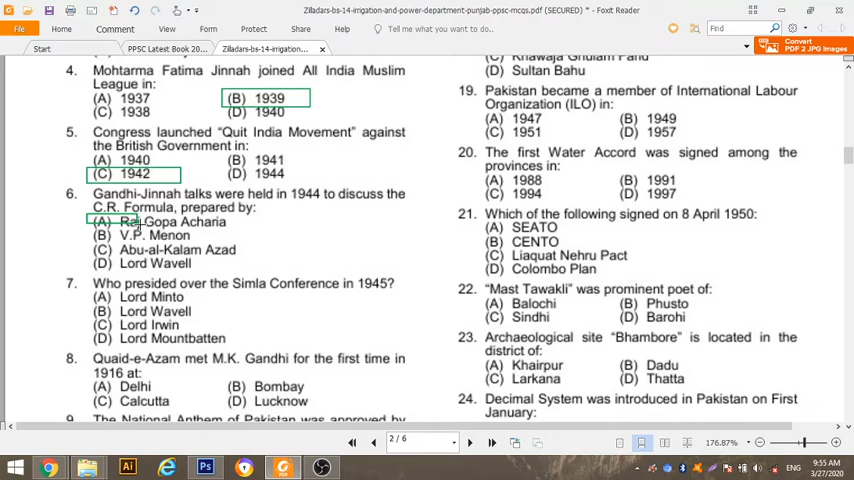 Zilladars-bs-14-irrigation-and-power-department-punjab-ppsc-mcqs.pdf (SECURED) * - Foxit Reader
File
Home
Comment
View
Form
Protect
Share
Help
Tell me what you want to do...
Find
Start
PPSC Latest Book 20...
Zilladars-bs-14-irrigation...
Convert
PDF 2 JPG Images
4. Mohtarma Fatima Jinnah joined All India Muslim
League in:
(A) 1937 (B) 1939
(C) 1938 (D) 1940
5. Congress launched “Quit India Movement” against
the British Government in:
(A) 1940 (B) 1941
(C) 1942 (D) 1944
6. Gandhi-Jinnah talks were held in 1944 to discuss the
C.R. Formula, prepared by:
(A) Raj Gopa Acharia
(B) V.P. Menon
(C) Abu-al-Kalam Azad
(D) Lord Wavell
7. Who presided over the Simla Conference in 1945?
(A) Lord Minto
(B) Lord Wavell
(C) Lord Irwin
(D) Lord Mountbatten
8. Quaid-e-Azam met M.K. Gandhi for the first time in
1916 at:
(A) Delhi (B) Bombay
(C) Calcutta (D) Lucknow
9. The National Anthem of Pakistan was approved by
(C) Khawaja Ghulam Farid
(D) Sultan Bahu
19. Pakistan became a member of International Labour
Organization (ILO) in:
(A) 1947 (B) 1949
(C) 1951 (D) 1957
20. The first Water Accord was signed among the
provinces in:
(A) 1988 (B) 1991
(C) 1994 (D) 1997
21. Which of the following signed on 8 April 1950:
(A) SEATO
(B) CENTO
(C) Liaquat Nehru Pact
(D) Colombo Plan
22. “Mast Tawakli” was prominent poet of:
(A) Balochi (B) Phusto
(C) Sindhi (D) Barohi
23. Archaeological site “Bhambore” is located in the
district of:
(A) Khairpur (B) Dadu
(C) Larkana (D) Thatta
24. Decimal System was introduced in Pakistan on First
January:
2 / 6
176.87%
ENG
9:55 AM
3/27/2020